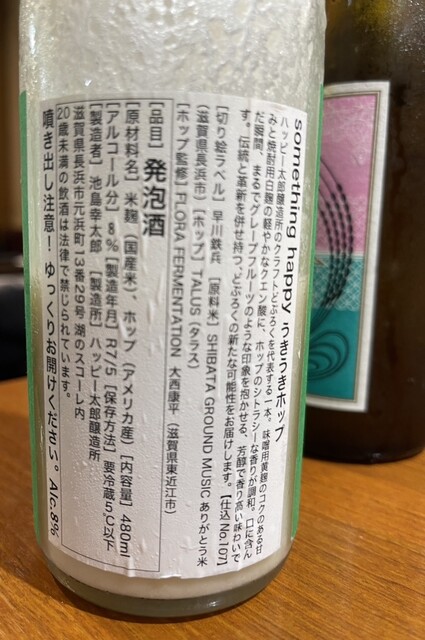 something happy うきうきホップ
ハッピー太郎醸造所のクラフトどぶろくを代表する一本。味噌用黄麹のコクのある甘
みと焼酎用白麹の軽やかなクエン酸に、ホップのシトラシーな香りが調和。口に含ん
だ瞬間、まるでグレープフルーツのような印象を抱かせる、芳醇で香り高い味わいで
す。伝統と革新を併せ持つ、どぶろくの新たな可能性をお届けします。【仕込No.107】
[切り絵ラベル] 早川鉄兵 [原料米] SHIBATA GROUND MUSIC ありがとう米
(滋賀県長浜市) [ホップ] TALUS (タルス)
[ホップ監修] FLORA FERMENTATION 大西康平 (滋賀県東近江市)
[品目] 発泡酒
[原材料名] 米麹 (国産米)、ホップ (アメリカ産) [内容量] 480ml
[アルコール分] 8% [製造年月] R7/5 [保存方法] 要冷蔵5℃以下
[製造者] 池島幸太郎 [製造所] ハッピー太郎醸造所
滋賀県長浜市元浜町13番29号 湖のスコーレ内
20歳未満の飲酒は法律で禁じられています。
噴き出し注意!ゆっくりお開けください。Alc.8%